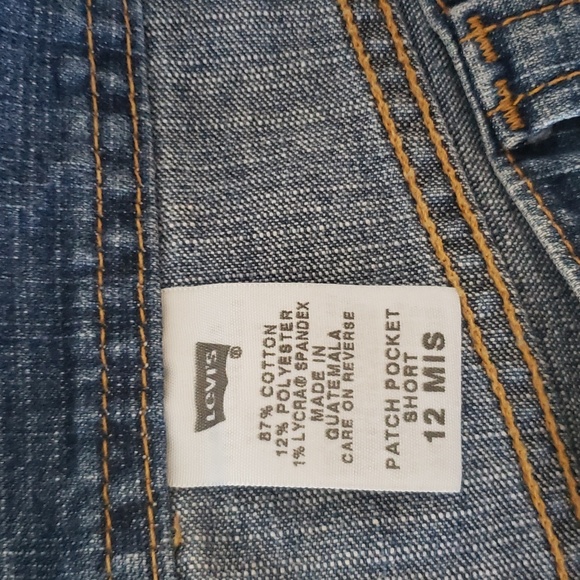 Levi's®
87% COTTON
12% POLYESTER
1% LYCRA® SPANDEX
MADE IN
GUATEMALA
CARE ON REVERSE
PATCH POCKET
SHORT
12 MIS